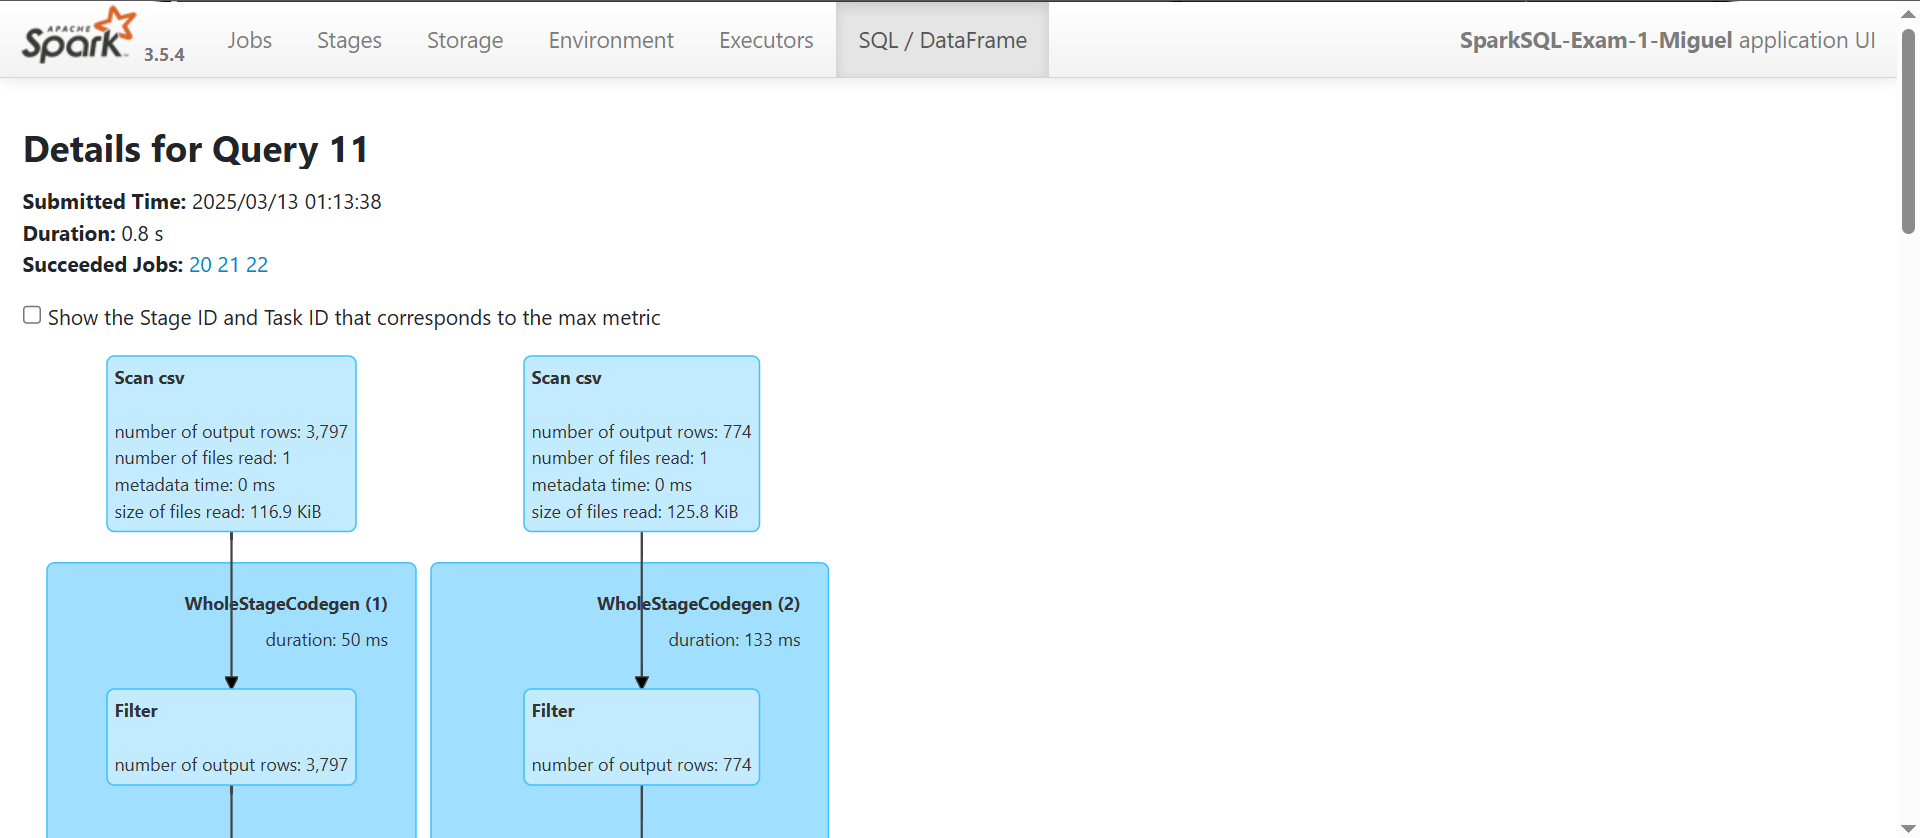 APACHE
Spark 3.5.4 Jobs Stages Storage Environment Executors SQL / DataFrame SparkSQL-Exam-1-Miguel application UI
Details for Query 11
Submitted Time: 2025/03/13 01:13:38
Duration: 0.8 s
Succeeded Jobs: 20 21 22
Show the Stage ID and Task ID that corresponds to the max metric
Scan csv
number of output rows: 3,797
number of files read: 1
metadata time: 0 ms
size of files read: 116.9 KiB
WholeStageCodegen (1)
duration: 50 ms
Filter
number of output rows: 3,797
Scan csv
number of output rows: 774
number of files read: 1
metadata time: 0 ms
size of files read: 125.8 KiB
WholeStageCodegen (2)
duration: 133 ms
Filter
number of output rows: 774